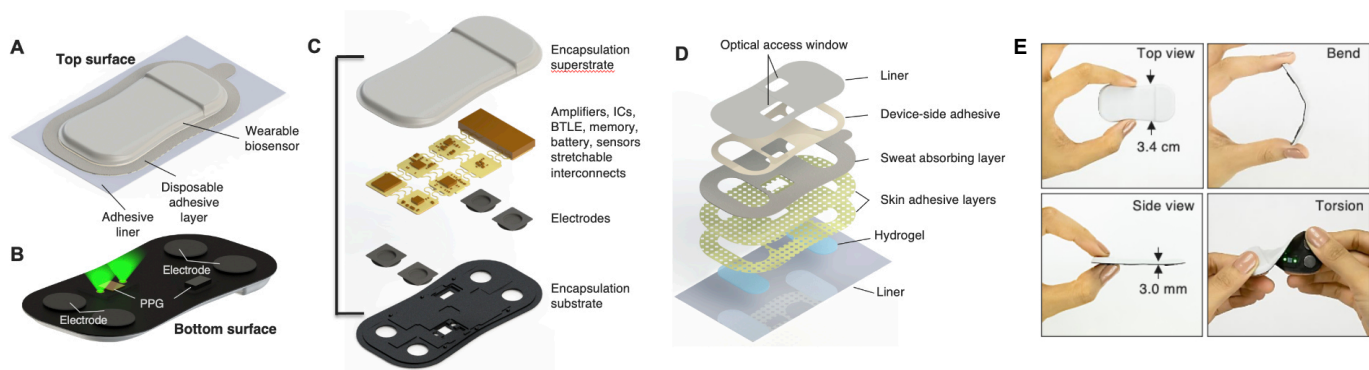 A
Top surface
Wearable
biosensor
Disposable
adhesive
layer
Adhesive
liner
B
Electrode
PPG
Electrode
Bottom surface
C
Encapsulation
superstrate
Amplifiers, ICs,
BTLE, memory,
battery, sensors
stretchable
interconnects
Electrodes
Encapsulation
substrate
D
Optical access window
Liner
Device-side adhesive
Sweat absorbing layer
Skin adhesive layers
Hydrogel
Liner
E
Top view
3.4 cm
Bend
Side view
3.0 mm
Torsion